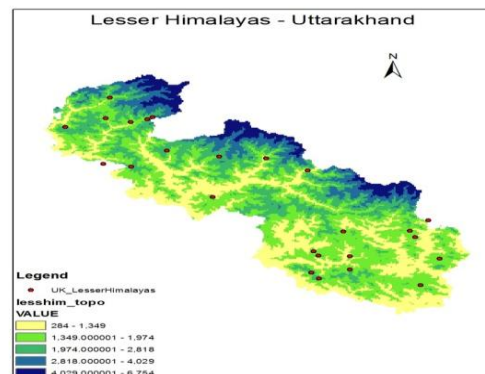 Lesser Himalayas - Uttarakhand
N
Legend
UK_LesserHimalayas
lesshim_topo
VALUE
284 - 1,349
1,349.000001 - 1,974
1,974.000001 - 2,818
2,818.000001 - 4,029
4,029.000001 - 6,754